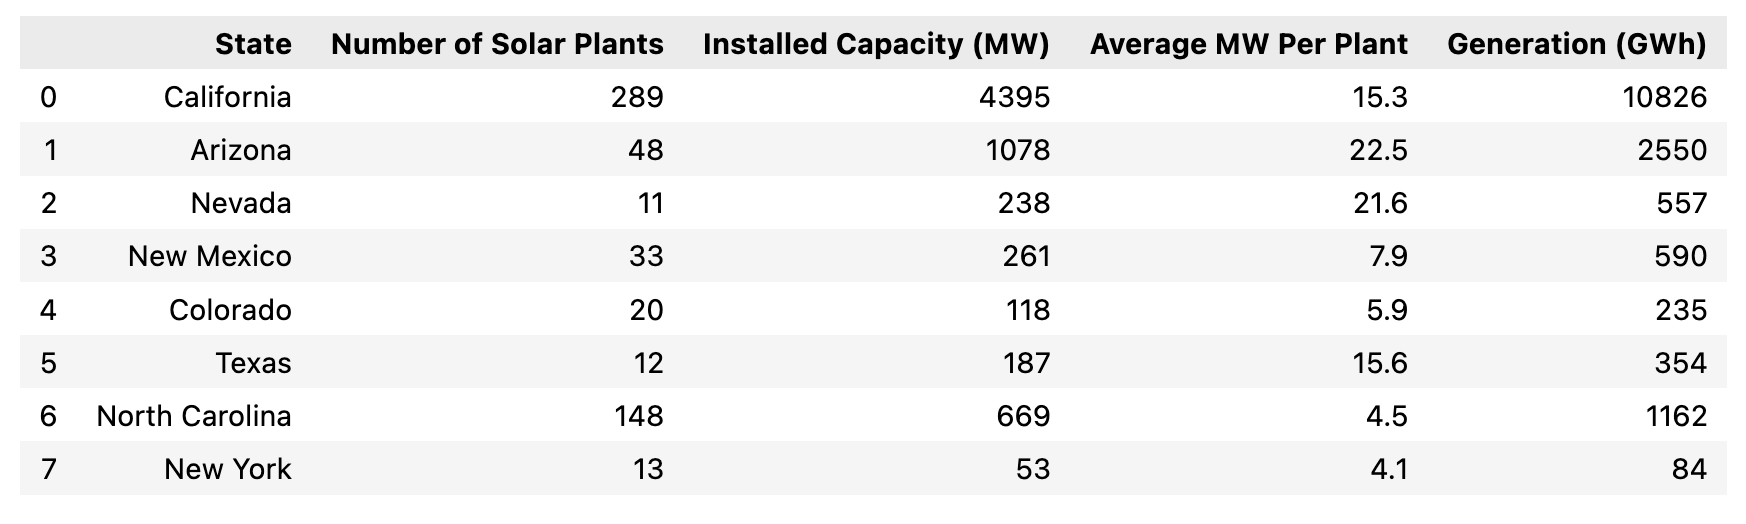 State Number of Solar Plants Installed Capacity (MW) Average MW Per Plant Generation (GWh)
0 California 289 4395 15.3 10826
1 Arizona 48 1078 22.5 2550
2 Nevada 11 238 21.6 557
3 New Mexico 33 261 7.9 590
4 Colorado 20 118 5.9 235
5 Texas 12 187 15.6 354
6 North Carolina 148 669 4.5 1162
7 New York 13 53 4.1 84